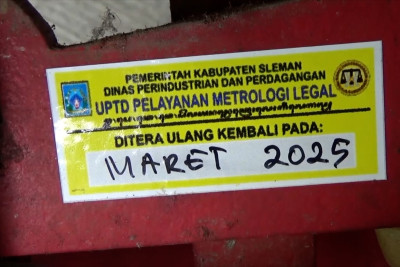 PEMERINTAH KABUPATEN SLEMAN
DINAS PERINDUSTRIAN DAN PERDAGANGAN
UPTD PELAYANAN METROLOGI LEGAL
DITERA ULANG KEMBALI PADA:
MARET 2025